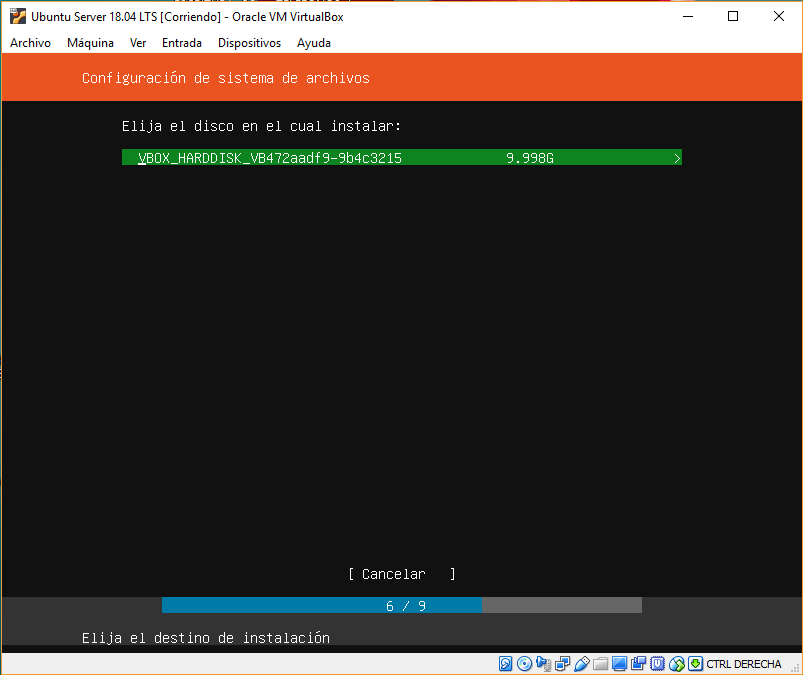 Ubuntu Server 18.04 LTS [Corriendo] - Oracle VM VirtualBox
Archivo Máquina Ver Entrada Dispositivos Ayuda
Configuración de sistema de archivos
Elija el disco en el cual instalar:
VBOX_HARDDISK_VB472aadf9-9b4c3215 9.998G >
[ Cancelar ]
6 / 9
Elija el destino de instalación
CTRL DERECHA